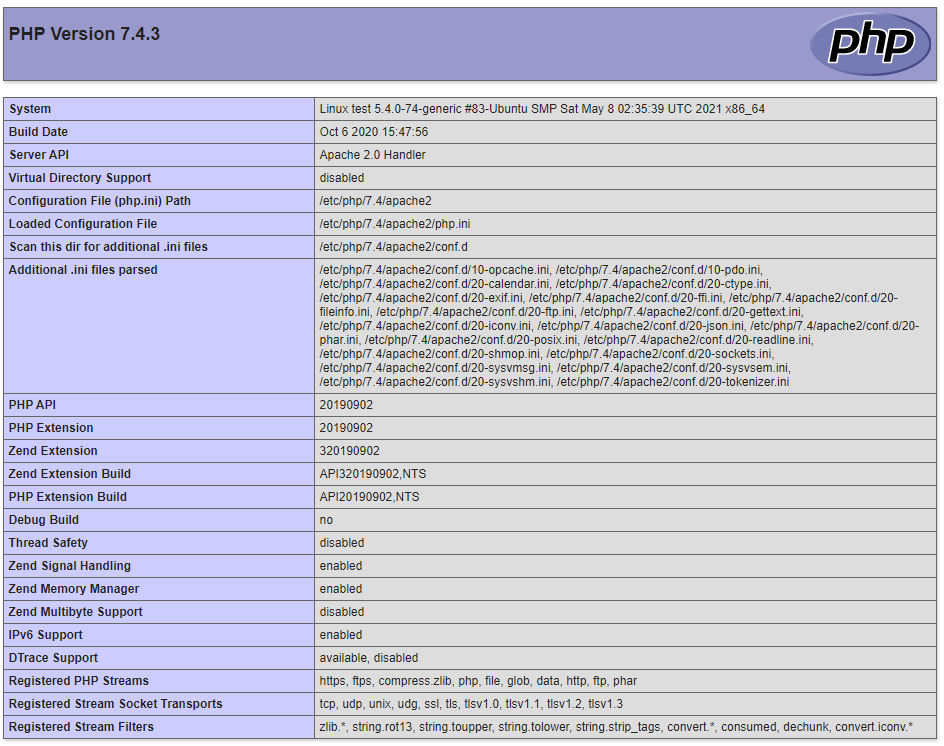 PHP Version 7.4.3
php
System Linux test 5.4.0-74-generic #83-Ubuntu SMP Sat May 8 02:35:39 UTC 2021 x86_64
Build Date Oct 6 2020 15:47:56
Server API Apache 2.0 Handler
Virtual Directory Support disabled
Configuration File (php.ini) Path /etc/php/7.4/apache2
Loaded Configuration File /etc/php/7.4/apache2/php.ini
Scan this dir for additional .ini files /etc/php/7.4/apache2/conf.d
Additional .ini files parsed /etc/php/7.4/apache2/conf.d/10-opcache.ini, /etc/php/7.4/apache2/conf.d/10-pdo.ini,
/etc/php/7.4/apache2/conf.d/20-calendar.ini, /etc/php/7.4/apache2/conf.d/20-ctype.ini,
/etc/php/7.4/apache2/conf.d/20-exif.ini, /etc/php/7.4/apache2/conf.d/20-ffi.ini, /etc/php/7.4/apache2/conf.d/20-
fileinfo.ini, /etc/php/7.4/apache2/conf.d/20-ftp.ini, /etc/php/7.4/apache2/conf.d/20-gettext.ini,
/etc/php/7.4/apache2/conf.d/20-iconv.ini, /etc/php/7.4/apache2/conf.d/20-json.ini, /etc/php/7.4/apache2/conf.d/20-
phar.ini, /etc/php/7.4/apache2/conf.d/20-posix.ini, /etc/php/7.4/apache2/conf.d/20-readline.ini,
/etc/php/7.4/apache2/conf.d/20-shmop.ini, /etc/php/7.4/apache2/conf.d/20-sockets.ini,
/etc/php/7.4/apache2/conf.d/20-sysvmsg.ini, /etc/php/7.4/apache2/conf.d/20-sysvsem.ini,
/etc/php/7.4/apache2/conf.d/20-sysvshm.ini, /etc/php/7.4/apache2/conf.d/20-tokenizer.ini
PHP API 20190902
PHP Extension 20190902
Zend Extension 320190902
Zend Extension Build API320190902,NTS
PHP Extension Build API20190902,NTS
Debug Build no
Thread Safety disabled
Zend Signal Handling enabled
Zend Memory Manager enabled
Zend Multibyte Support disabled
IPv6 Support enabled
DTrace Support available, disabled
Registered PHP Streams https, ftps, compress.zlib, php, file, glob, data, http, ftp, phar
Registered Stream Socket Transports tcp, udp, unix, udg, ssl, tls, tlsv1.0, tlsv1.1, tlsv1.2, tlsv1.3
Registered Stream Filters zlib.*, string.rot13, string.toupper, string.tolower, string.strip_tags, convert.*, consumed, dechunk, convert.iconv.*